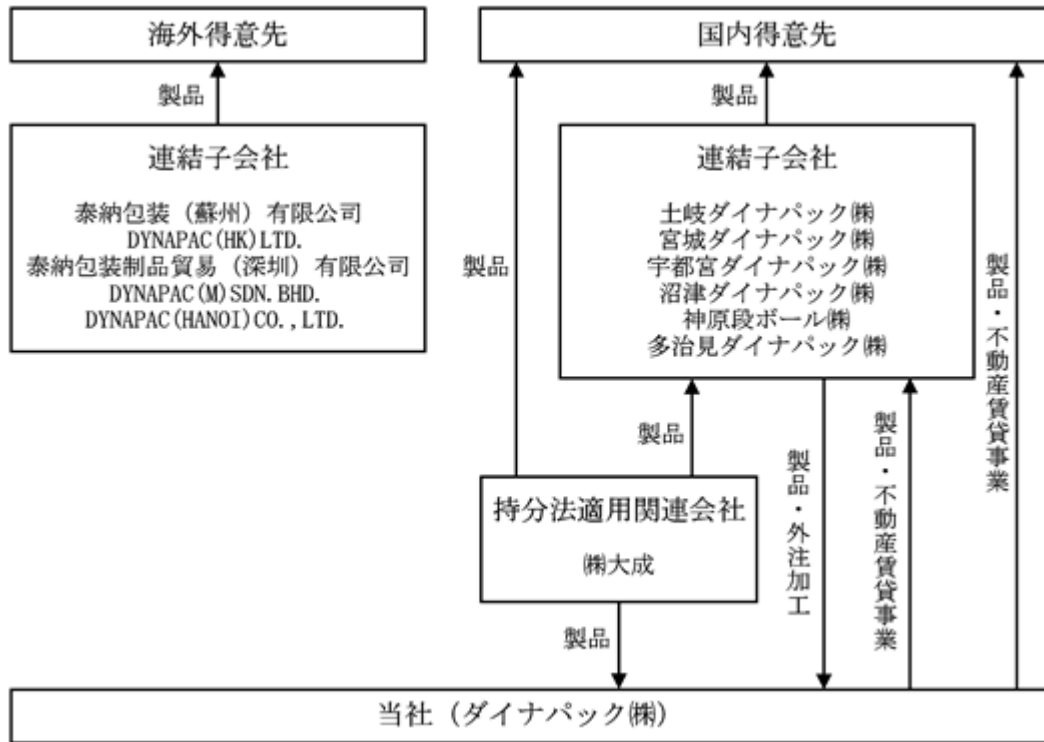 海外得意先
国内得意先
製品
製品
連結子会社
泰納包装（蘇州）有限公司
DYNAPAC(HK)LTD.
泰納包装制品貿易（深圳）有限公司
DYNAPAC(M)SDN.BHD.
DYNAPAC(HANOI)CO.,LTD.
製品
連結子会社
土岐ダイナパック㈱
宮城ダイナパック㈱
宇都宮ダイナパック㈱
沼津ダイナパック㈱
神原段ボール㈱
多治見ダイナパック㈱
製品・不動産賃貸事業
製品
持分法適用関連会社
㈱大成
製品・外注加工
製品・不動産賃貸事業
製品
当社（ダイナパック㈱）